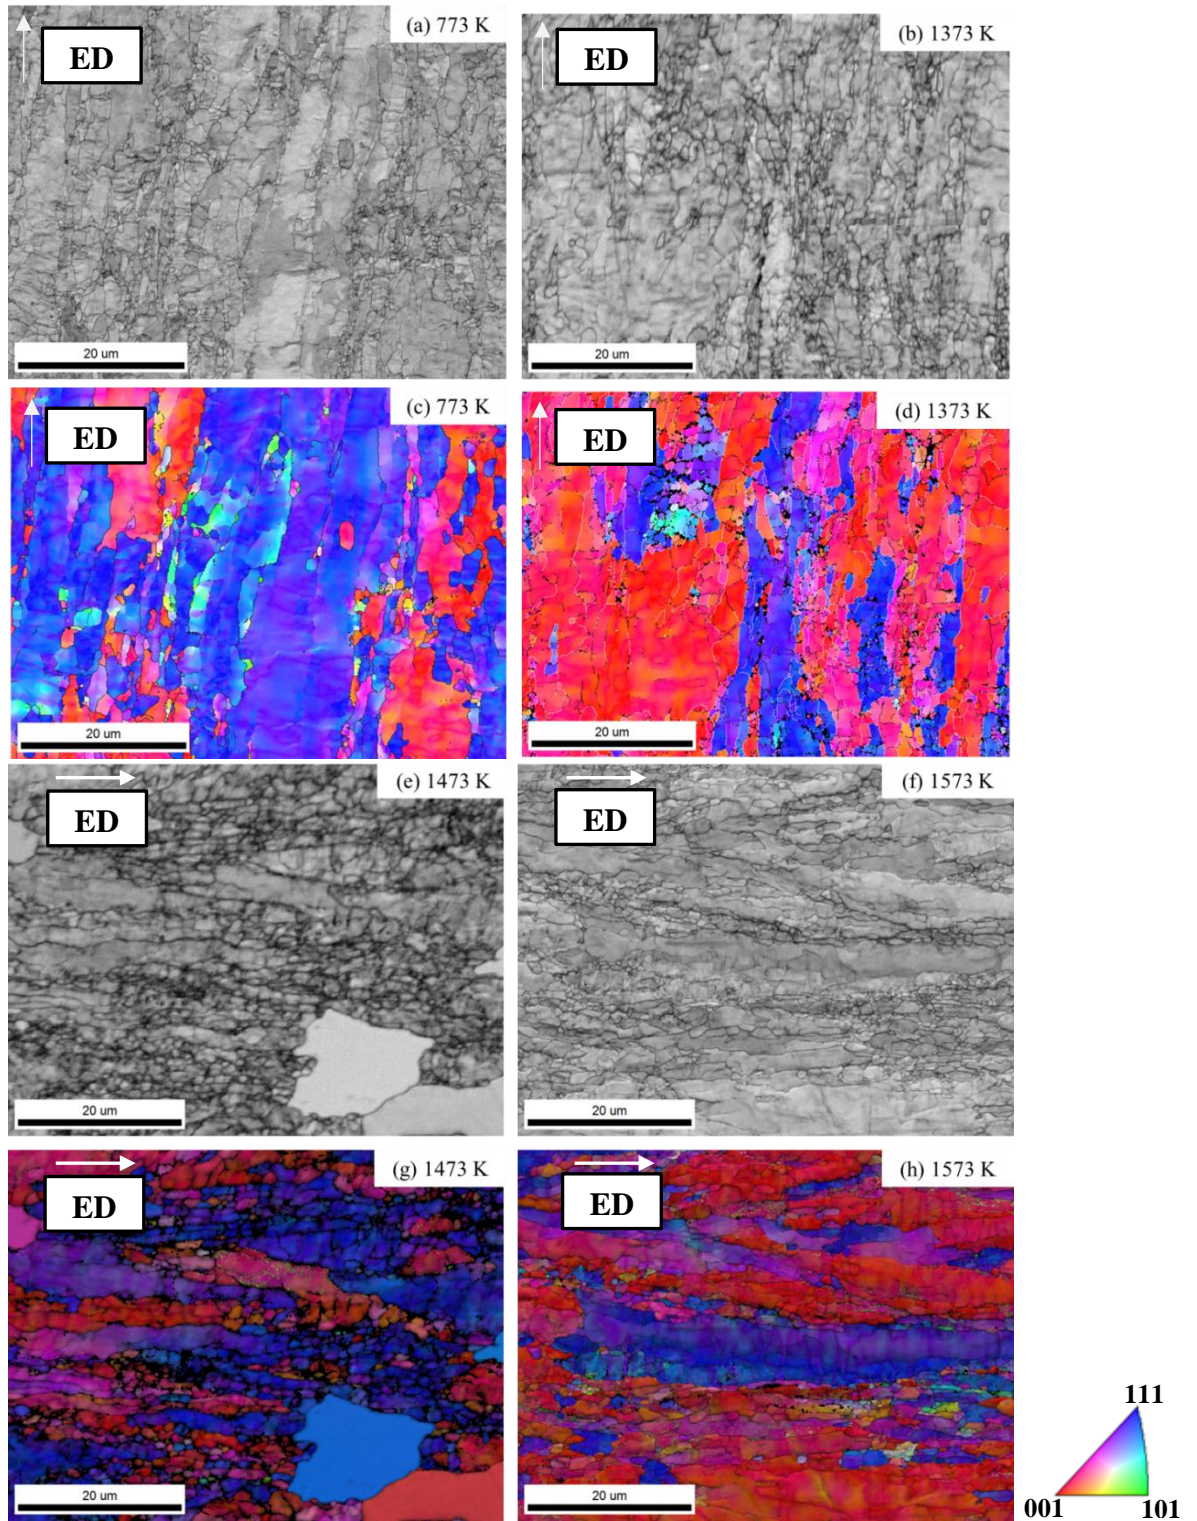 (a) 773 K
ED
20 um
(b) 1373 K
ED
20 um
(c) 773 K
ED
20 um
(d) 1373 K
ED
20 um
(e) 1473 K
ED
20 um
(f) 1573 K
ED
20 um
(g) 1473 K
ED
20 um
(h) 1573 K
ED
20 um
111
001
101